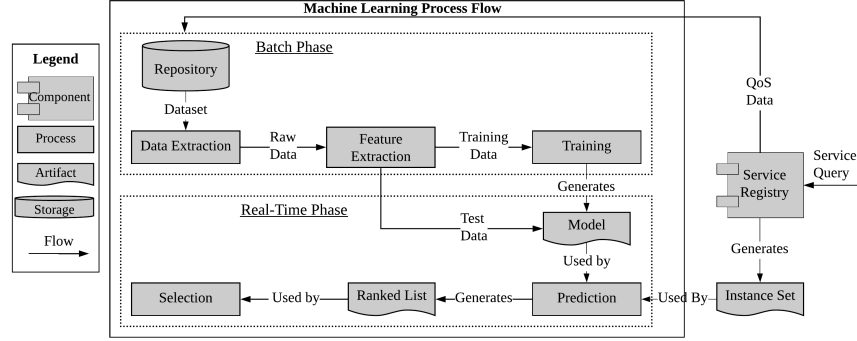 Machine Learning Process Flow
Legend
Component
Process
Artifact
Storage
Flow
Batch Phase
Repository
Dataset
Data Extraction
Raw
Data
Feature
Extraction
Training
Data
Training
Generates
Real-Time Phase
Test
Data
Model
Used by
Selection
Used by
Ranked List
Generates
Prediction
Used By
Instance Set
QoS
Data
Service
Registry
Service
Query
Generates